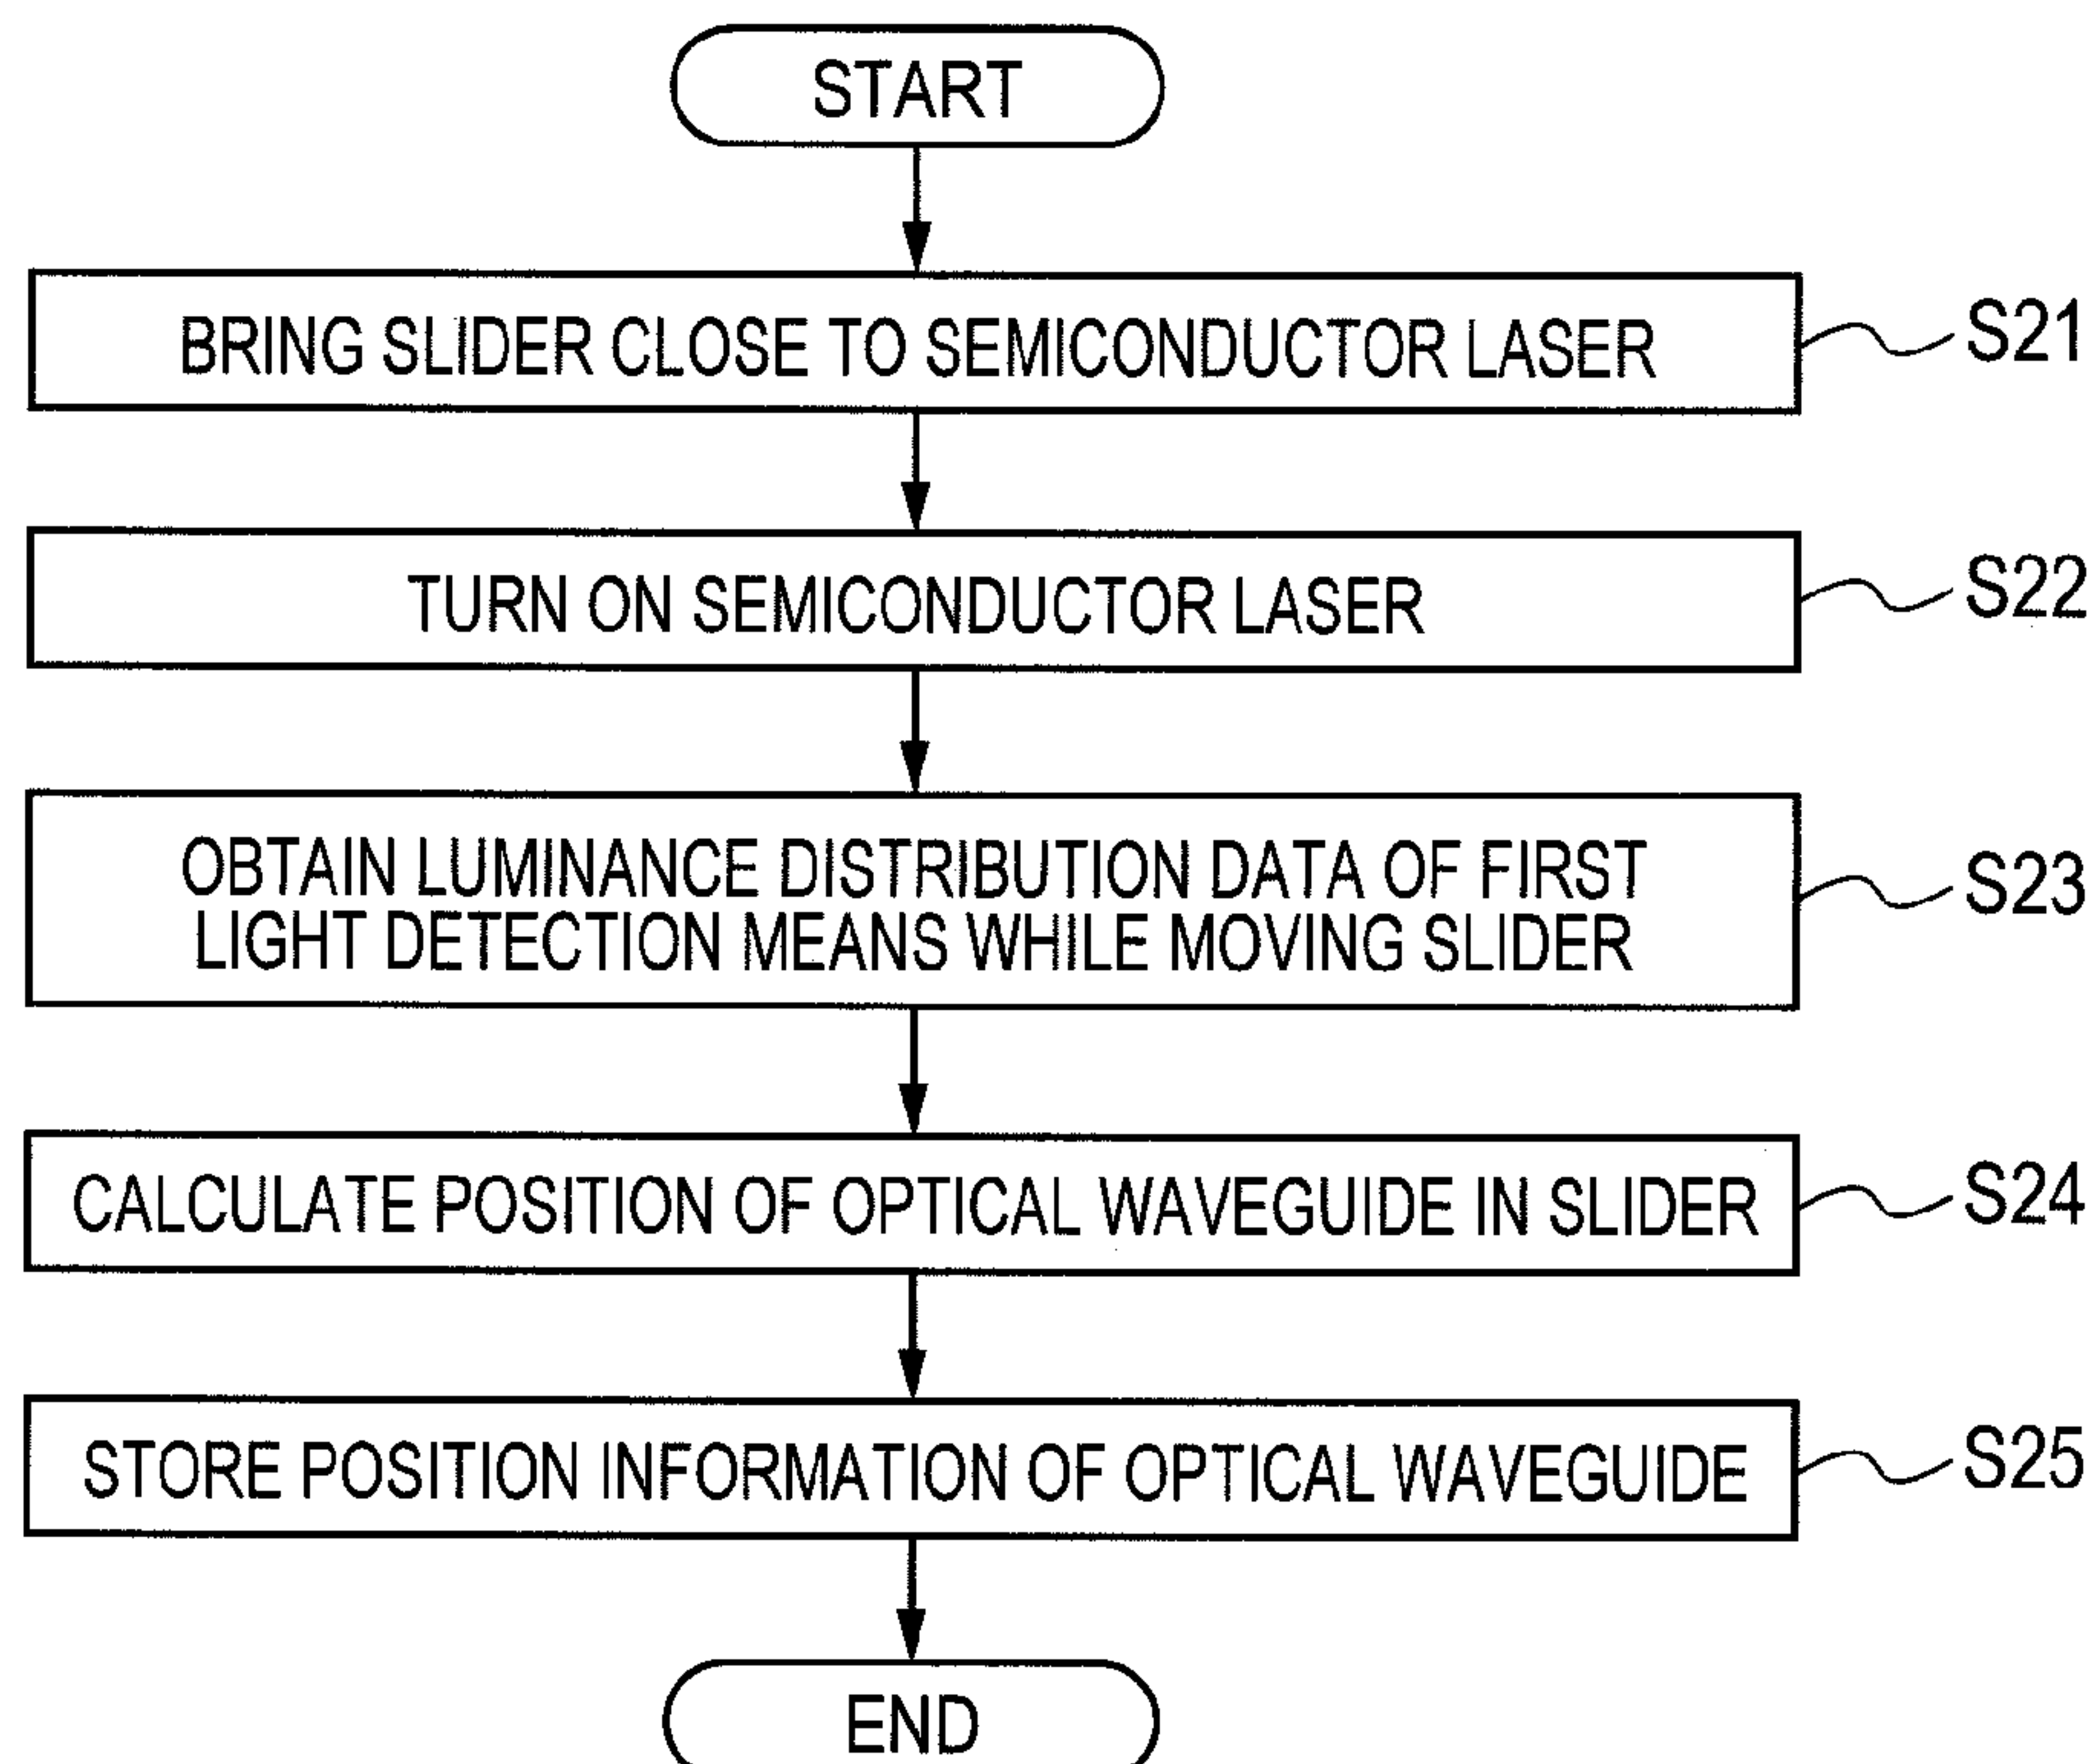 START
BRING SLIDER CLOSE TO SEMICONDUCTOR LASER
S21
TURN ON SEMICONDUCTOR LASER
S22
OBTAIN LUMINANCE DISTRIBUTION DATA OF FIRST
LIGHT DETECTION MEANS WHILE MOVING SLIDER
S23
CALCULATE POSITION OF OPTICAL WAVEGUIDE IN SLIDER
S24
STORE POSITION INFORMATION OF OPTICAL WAVEGUIDE
S25
END